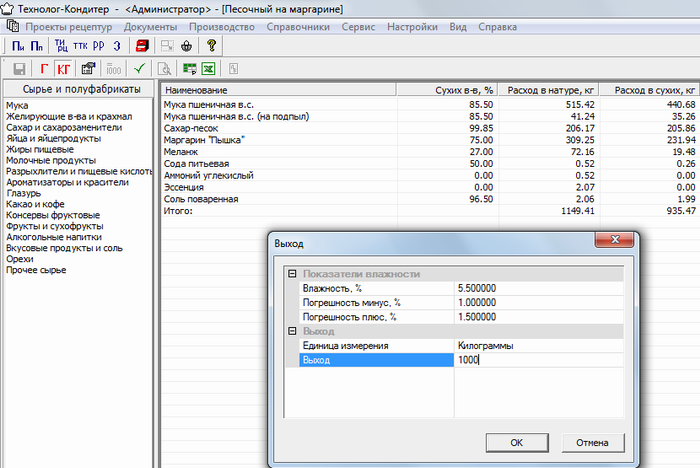 Технолог-Кондитер - <Администратор> - [Песочный на маргарине]
Проекты рецептур Документы Производство Справочники Сервис Настройки Вид Справка
Пи Пп ТИ РЦ ТТК РР З ?
Г КГ 1000
Сырье и полуфабрикаты
Мука
Желирующие в-ва и крахмал
Сахар и сахарозаменители
Яйца и яйцепродукты
Жиры пищевые
Молочные продукты
Разрыхлители и пищевые кислоты
Ароматизаторы и красители
Глазурь
Какао и кофе
Консервы фруктовые
Фрукты и сухофрукты
Алкогольные напитки
Вкусовые продукты и соль
Орехи
Прочее сырье
Наименование Сухих в-в, % Расход в натуре, кг Расход в сухих, кг
Мука пшеничная в.с. 85.50 515.42 440.68
Мука пшеничная в.с. (на подпыл) 85.50 41.24 35.26
Сахар-песок 99.85 206.17 205.86
Маргарин "Пышка" 75.00 309.25 231.94
Меланж 27.00 72.16 19.48
Сода питьевая 50.00 0.52 0.26
Аммоний углекислый 0.00 0.52 0.00
Эссенция 0.00 2.07 0.00
Соль поваренная 96.50 2.06 1.99
Итого: 1149.41 935.47
Выход
Показатели влажности
Влажность, % 5.500000
Погрешность минус, % 1.000000
Погрешность плюс, % 1.500000
Выход
Единица измерения Килограммы
Выход 1000
OK Отмена